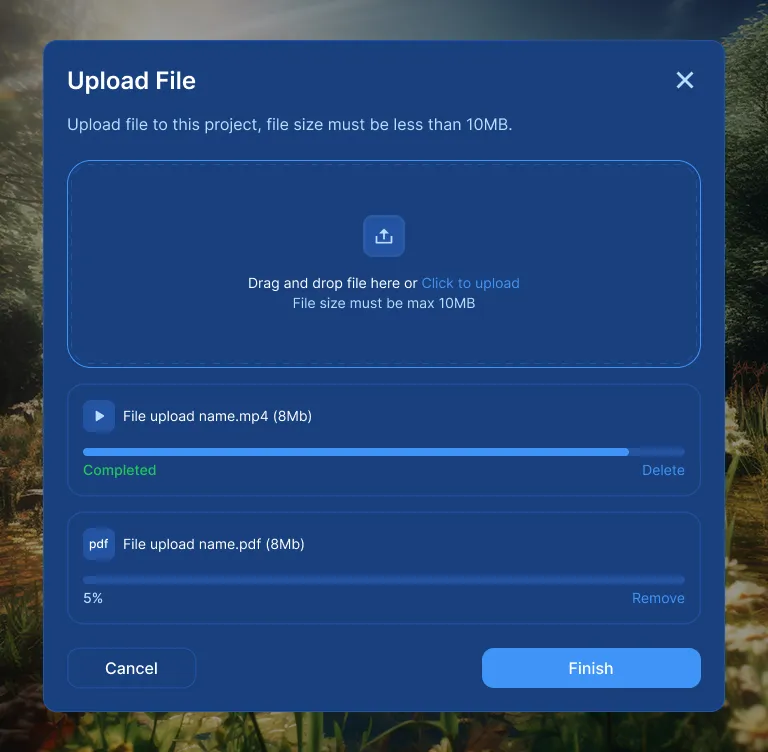 Upload File
Upload file to this project, file size must be less than 10MB.
Drag and drop file here or Click to upload
File size must be max 10MB
File upload name.mp4 (8Mb)
Completed
Delete
pdf
File upload name.pdf (8Mb)
5%
Remove
Cancel
Finish